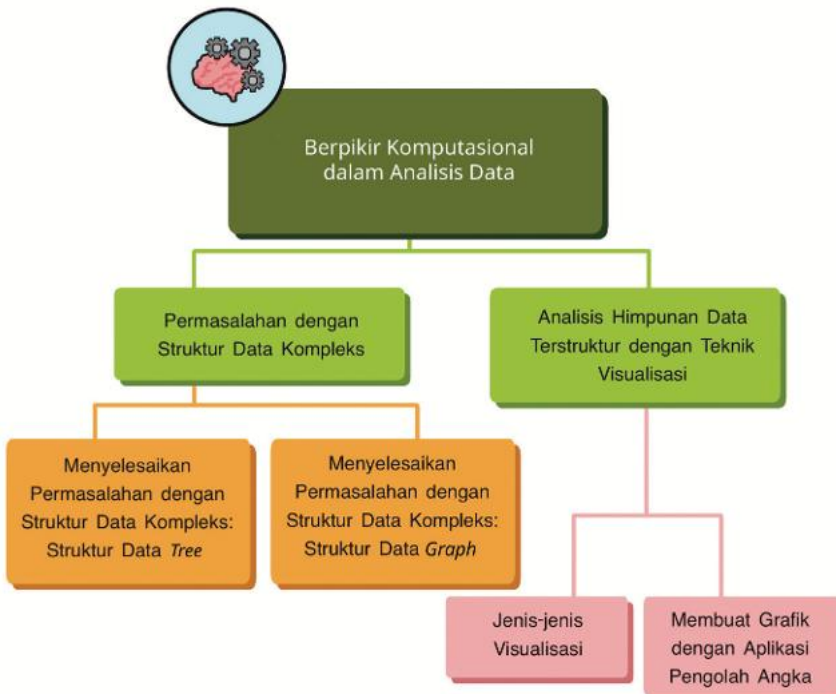 Berpikir Komputasional
dalam Analisis Data
Permasalahan dengan
Struktur Data Kompleks
Analisis Himpunan Data
Terstruktur dengan Teknik
Visualisasi
Menyelesaikan
Permasalahan dengan
Struktur Data Kompleks:
Struktur Data Tree
Menyelesaikan
Permasalahan dengan
Struktur Data Kompleks:
Struktur Data Graph
Jenis-jenis
Visualisasi
Membuat Grafik
dengan Aplikasi
Pengolah Angka